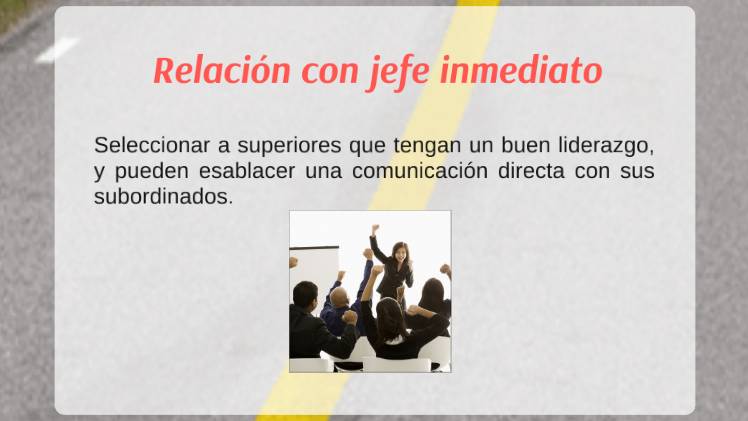 Relación con jefe inmediato
Seleccionar a superiores que tengan un buen liderazgo,
y pueden esablacer una comunicación directa con sus
subordinados.